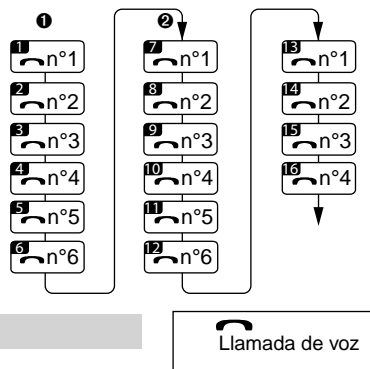 ❶ ❷
1 n°1
2 n°2
3 n°3
4 n°4
5 n°5
6 n°6
7 n°1
8 n°2
9 n°3
10 n°4
11 n°5
12 n°6
13 n°1
14 n°2
15 n°3
16 n°4
Llamada de voz